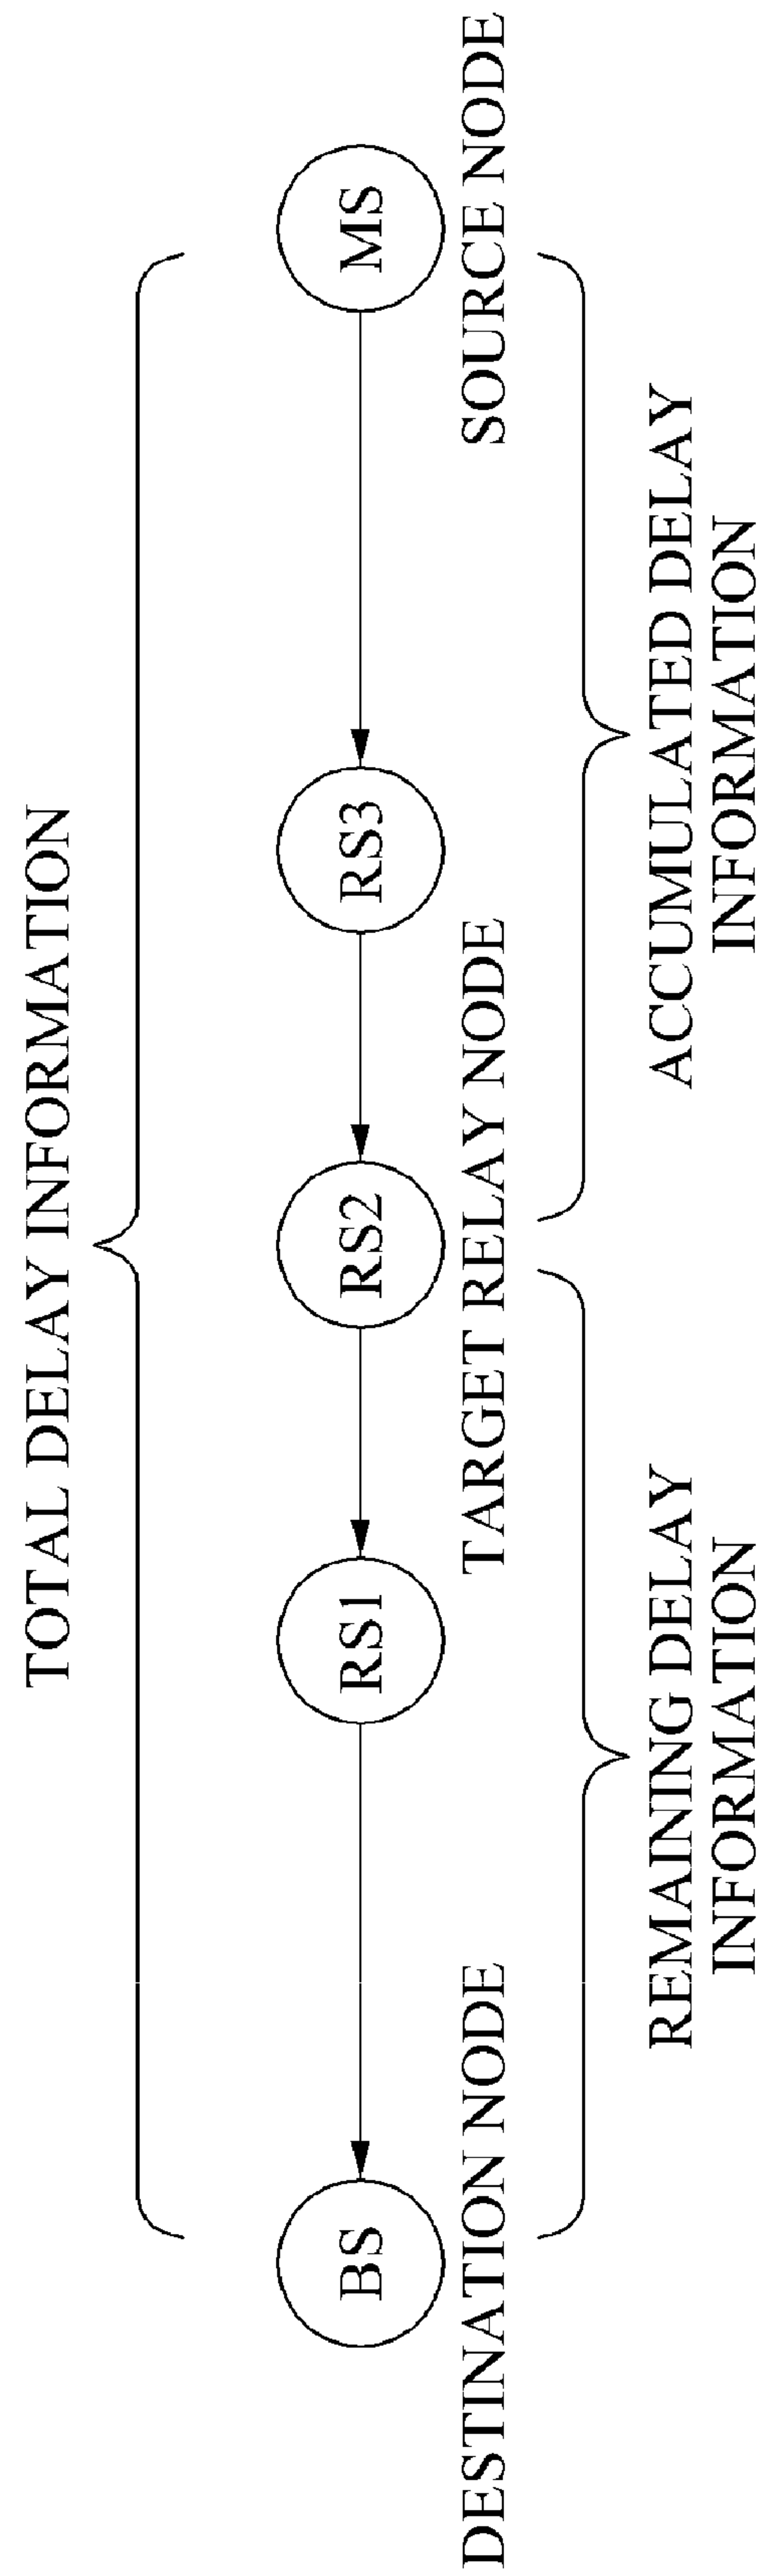 TOTAL DELAY INFORMATION
BS
RS1
RS2
RS3
MS
DESTINATION NODE
TARGET RELAY NODE
SOURCE NODE
REMAINING DELAY
INFORMATION
ACCUMULATED DELAY
INFORMATION